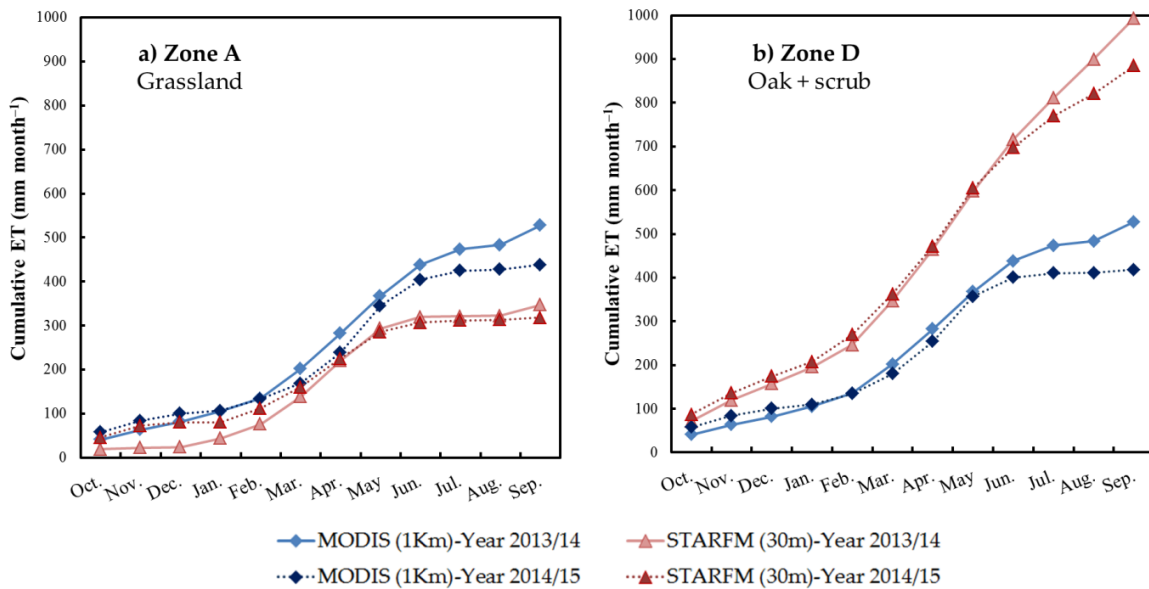 a) Zone A
Grassland
Cumulative ET (mm month⁻¹)
1000
900
800
700
600
500
400
300
200
100
0
Oct. Nov. Dec. Jan. Feb. Mar. Apr. May Jun. Jul. Aug. Sep.
b) Zone D
Oak + scrub
Cumulative ET (mm month⁻¹)
1000
900
800
700
600
500
400
300
200
100
0
Oct. Nov. Dec. Jan. Feb. Mar. Apr. May Jun. Jul. Aug. Sep.
MODIS (1Km)-Year 2013/14 STARFM (30m)-Year 2013/14
MODIS (1Km)-Year 2014/15 STARFM (30m)-Year 2014/15